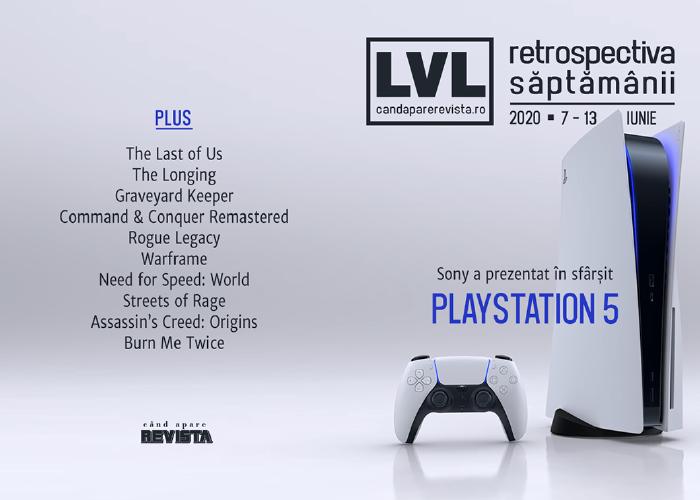 LVL
candaparerevista.ro
retrospectiva
săptămânii
2020 ▪ 7 - 13 IUNIE
PLUS
The Last of Us
The Longing
Graveyard Keeper
Command & Conquer Remastered
Rogue Legacy
Warframe
Need for Speed: World
Streets of Rage
Assassin's Creed: Origins
Burn Me Twice
Sony a prezentat în sfârșit
PLAYSTATION 5
când apare
REVISTA